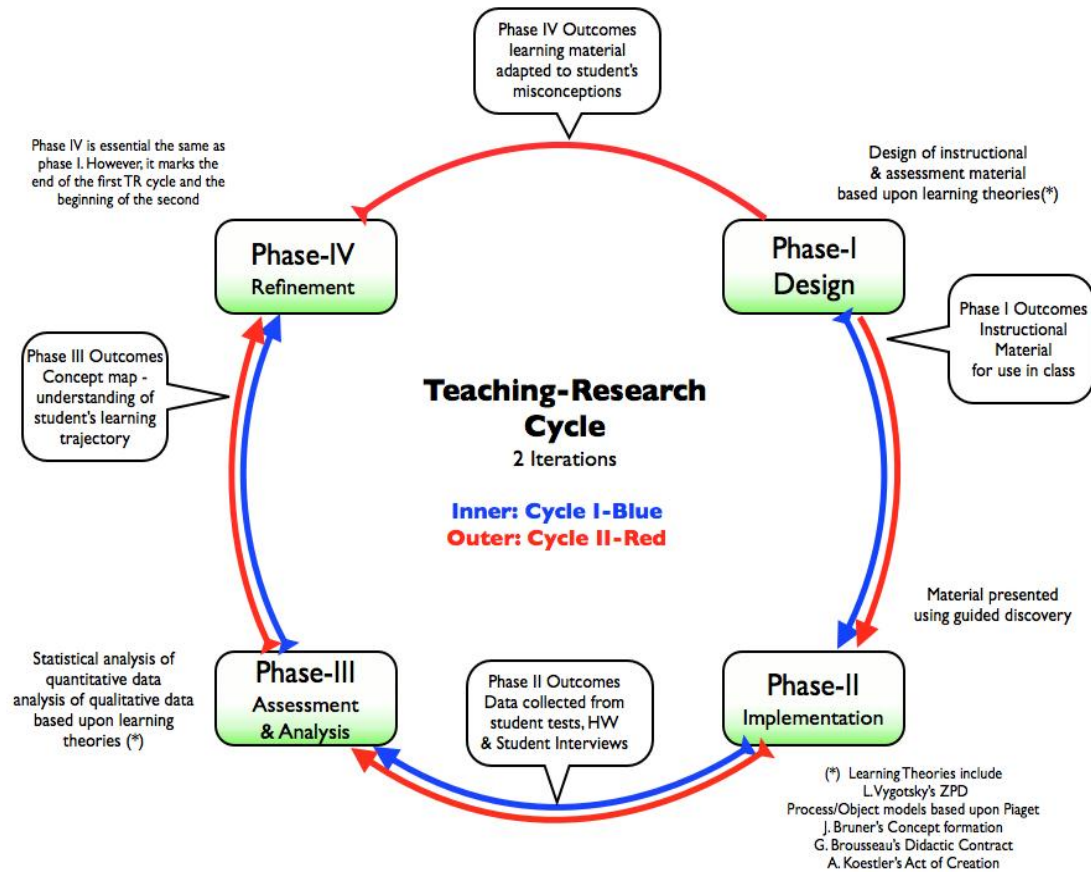 Phase IV Outcomes
learning material
adapted to student's
misconceptions
Phase IV is essential the same as
phase I. However, it marks the
end of the first TR cycle and the
beginning of the second
Design of instructional
& assessment material
based upon learning theories(*)
Phase-IV
Refinement
Phase-I
Design
Phase I Outcomes
Instructional
Material
for use in class
Phase III Outcomes
Concept map -
understanding of
student's learning
trajectory
Teaching-Research
Cycle
2 Iterations
Inner: Cycle I-Blue
Outer: Cycle II-Red
Material presented
using guided discovery
Statistical analysis of
quantitative data
analysis of qualitative data
based upon learning
theories (*)
Phase-III
Assessment
& Analysis
Phase II Outcomes
Data collected from
student tests, HW
& Student Interviews
Phase-II
Implementation
(*) Learning Theories include
L.Vygotsky's ZPD
Process/Object models based upon Piaget
J. Bruner's Concept formation
G. Brousseau's Didactic Contract
A. Koestler's Act of Creation